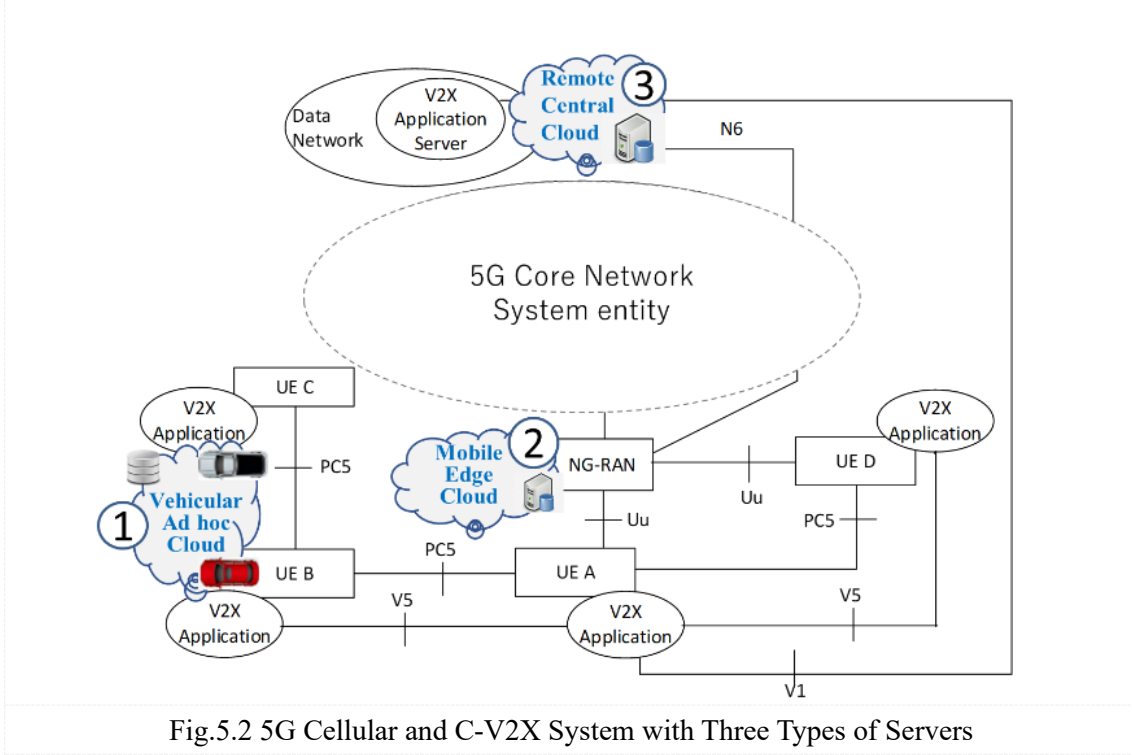 Remote
Central
Cloud
3
V2X
Application
Server
Data
Network
N6
5G Core Network
System entity
UE C
V2X
Application
V2X
Application
PC5
Mobile
Edge
Cloud
2
NG-RAN
UE D
Uu
Vehicular
Ad hoc
Cloud
1
Uu
PC5
PC5
UE B
UE A
V5
V5
V2X
Application
V2X
Application
V1
Fig.5.2 5G Cellular and C-V2X System with Three Types of Servers